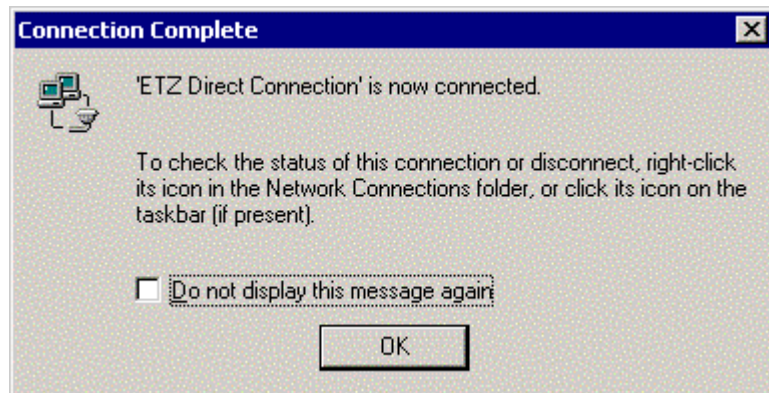 Connection Complete
'ETZ Direct Connection' is now connected.
To check the status of this connection or disconnect, right-click
its icon in the Network Connections folder, or click its icon on the
taskbar (if present).
Do not display this message again
OK